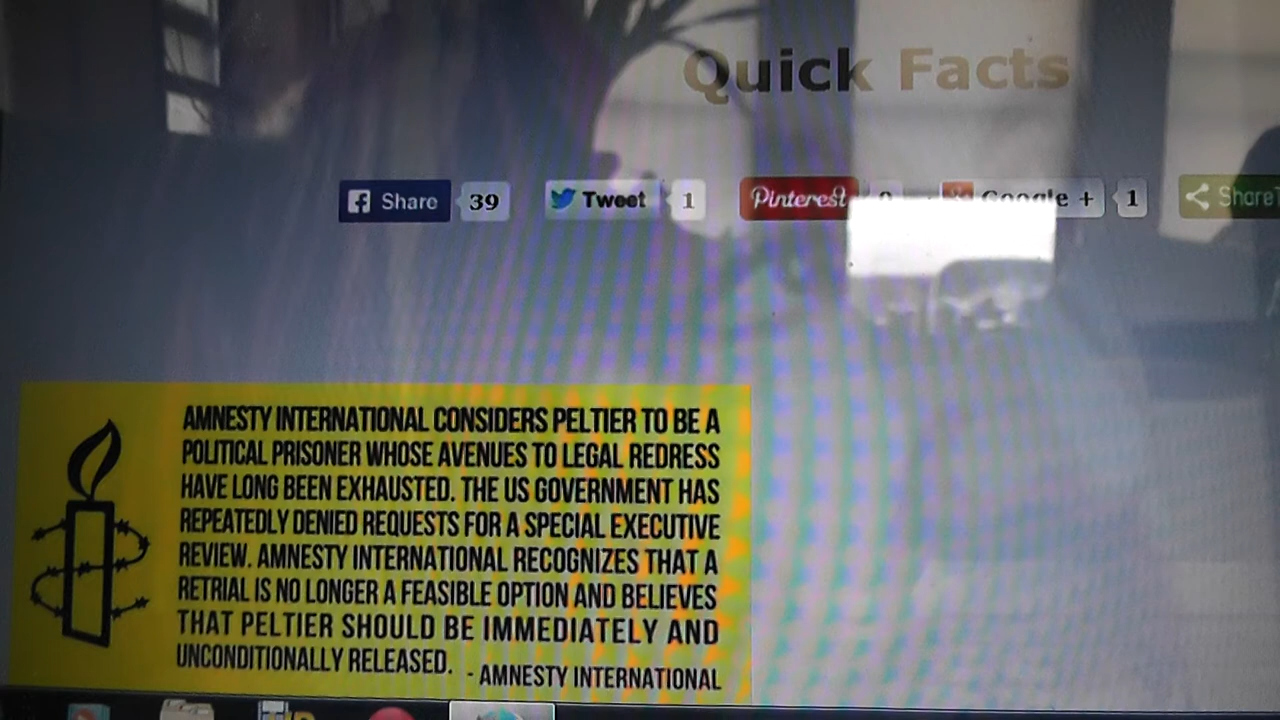 Quick Facts
Share 39 Tweet 1 Pinterest Google + 1 Share
AMNESTY INTERNATIONAL CONSIDERS PELTIER TO BE A
POLITICAL PRISONER WHOSE AVENUES TO LEGAL REDRESS
HAVE LONG BEEN EXHAUSTED. THE US GOVERNMENT HAS
REPEATEDLY DENIED REQUESTS FOR A SPECIAL EXECUTIVE
REVIEW. AMNESTY INTERNATIONAL RECOGNIZES THAT A
RETRIAL IS NO LONGER A FEASIBLE OPTION AND BELIEVES
THAT PELTIER SHOULD BE IMMEDIATELY AND
UNCONDITIONALLY RELEASED. - AMNESTY INTERNATIONAL